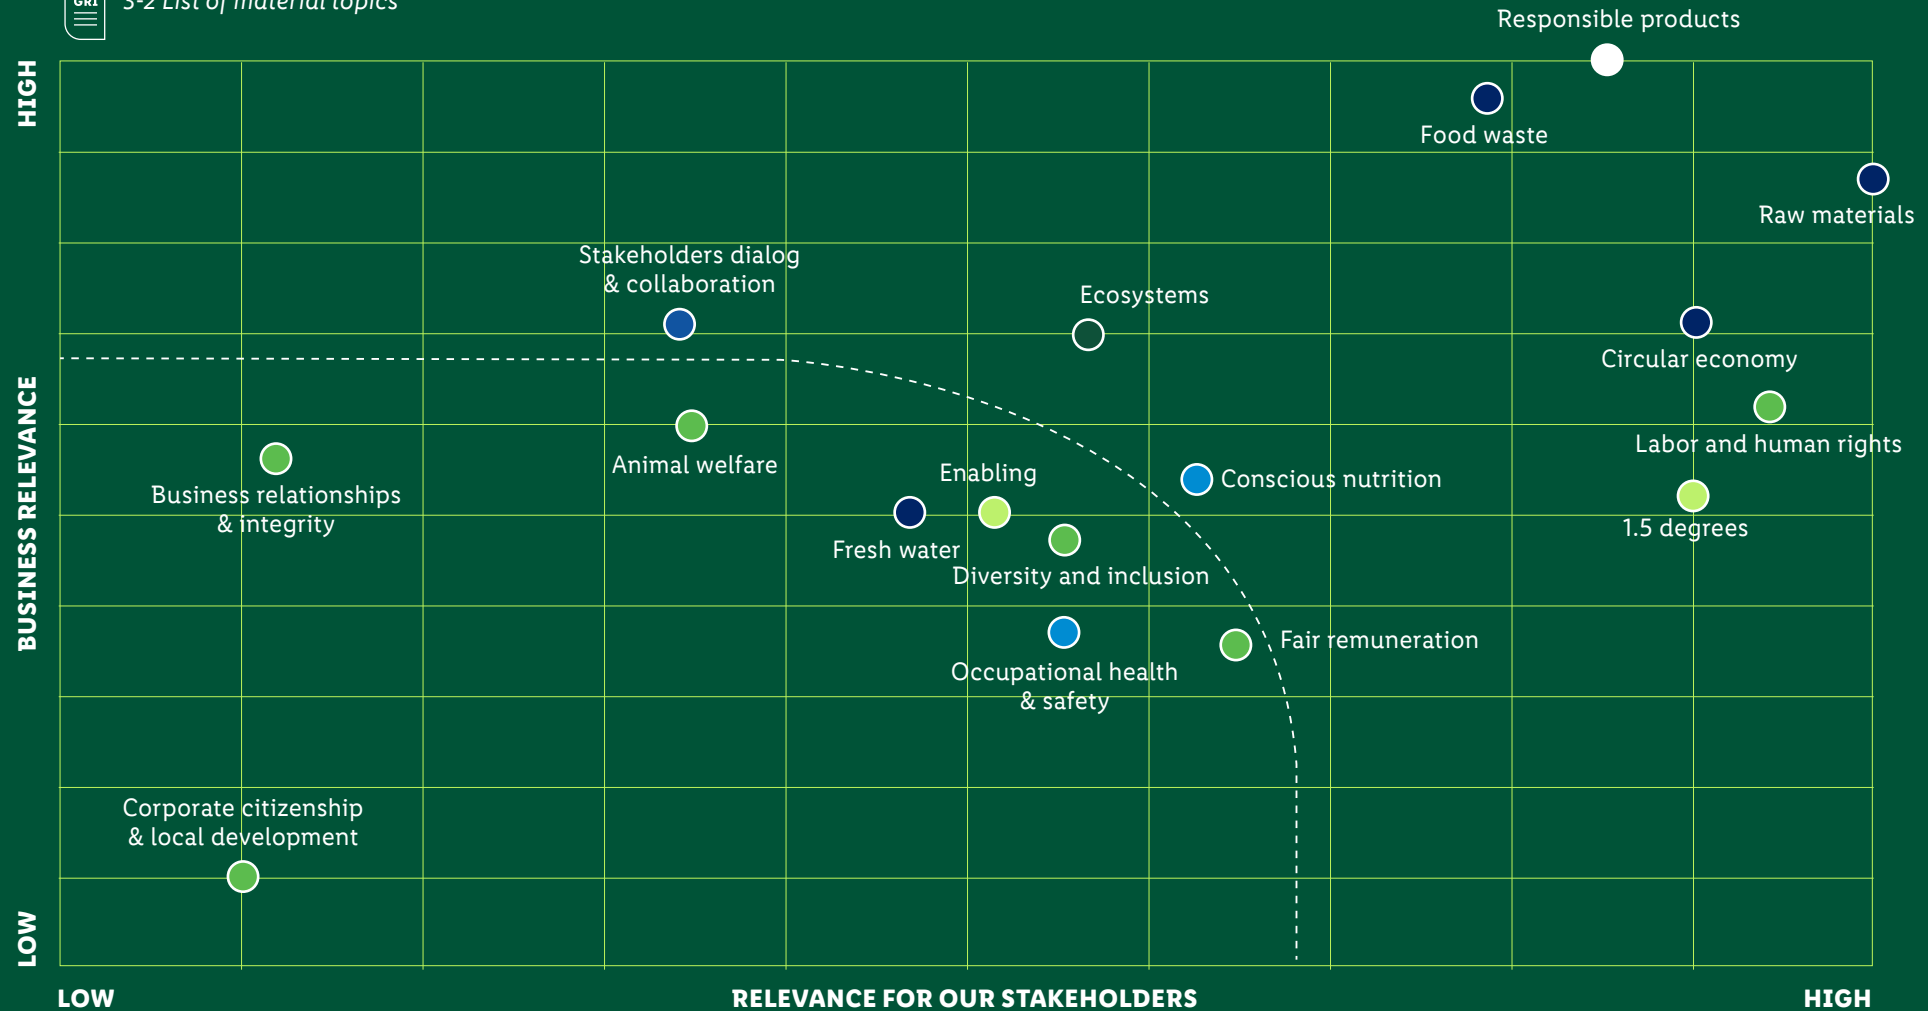 GRI
3-2 List of material topics
Responsible products
HIGH
Food waste
Raw materials
Stakeholders dialog
& collaboration
Ecosystems
Circular economy
Labor and human rights
Animal welfare
Enabling
Conscious nutrition
Business relationships
& integrity
1.5 degrees
Fresh water
Diversity and inclusion
BUSINESS RELEVANCE
Fair remuneration
Occupational health
& safety
Corporate citizenship
& local development
LOW
LOW
RELEVANCE FOR OUR STAKEHOLDERS
HIGH